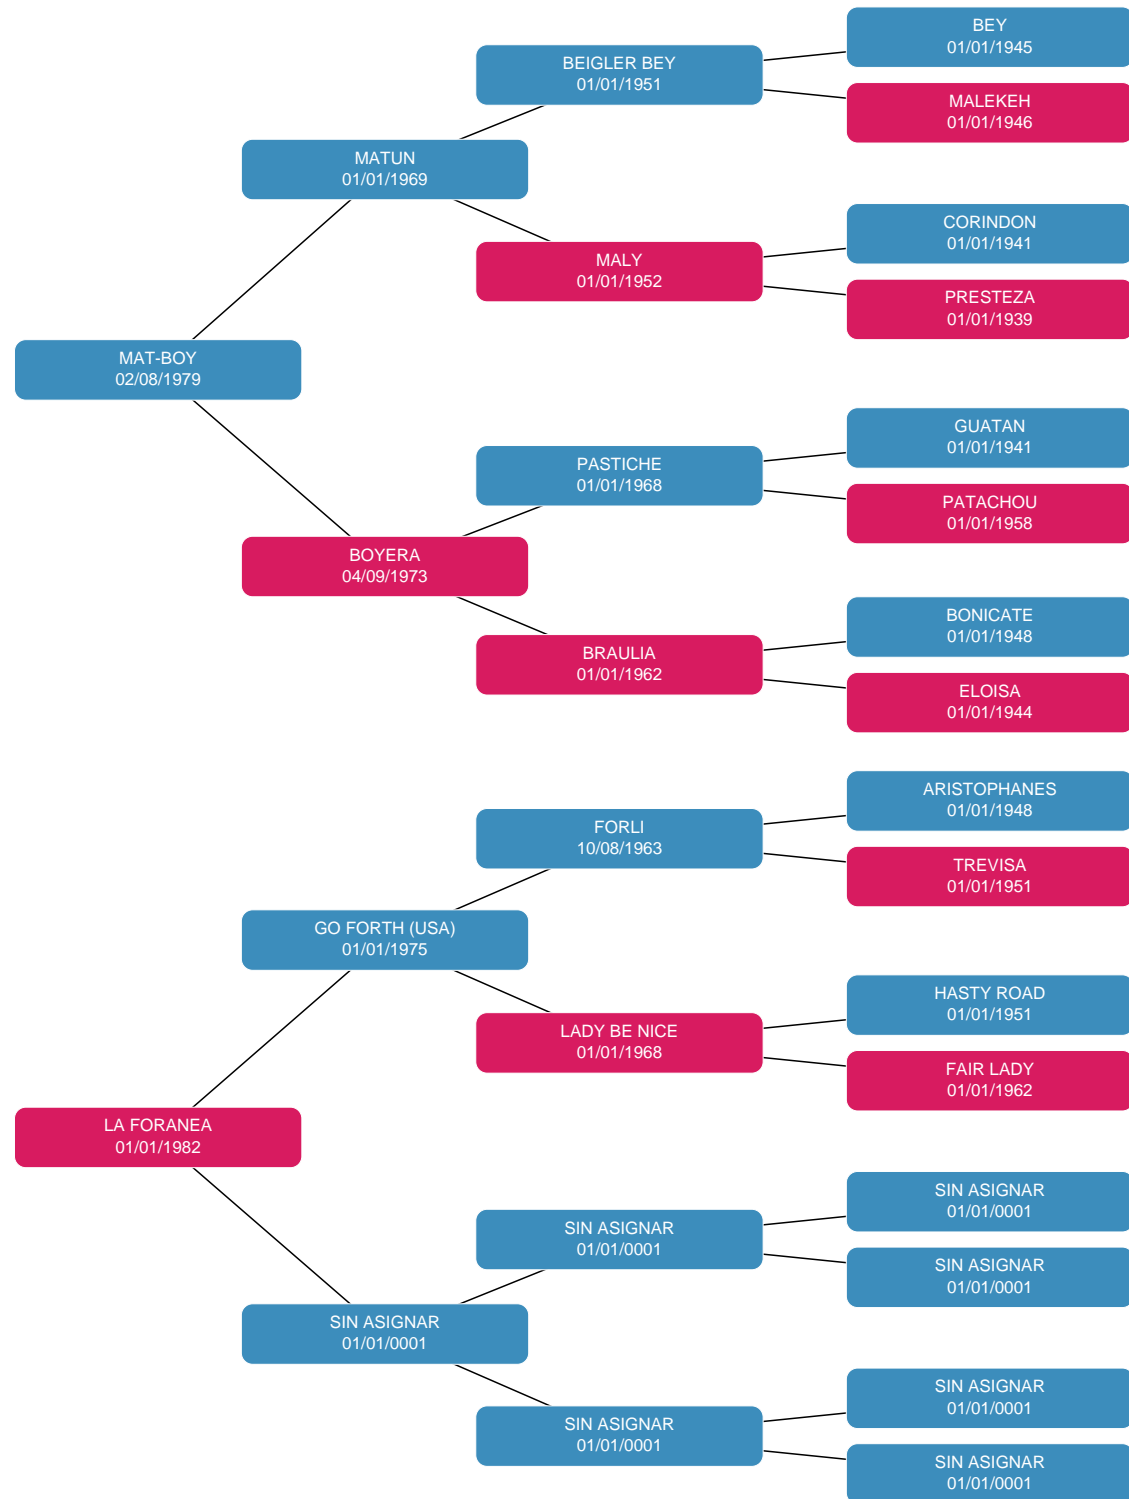 BEY
01/01/1945
BEIGLER BEY
01/01/1951
MALEKEH
01/01/1946
MATUN
01/01/1969
CORINDON
01/01/1941
MALY
01/01/1952
PRESTEZA
01/01/1939
MAT-BOY
02/08/1979
GUATAN
01/01/1941
PASTICHE
01/01/1968
PATACHOU
01/01/1958
BOYERA
04/09/1973
BONICATE
01/01/1948
BRAULIA
01/01/1962
ELOISA
01/01/1944
ARISTOPHANES
01/01/1948
FORLI
10/08/1963
TREVISA
01/01/1951
GO FORTH (USA)
01/01/1975
HASTY ROAD
01/01/1951
LADY BE NICE
01/01/1968
FAIR LADY
01/01/1962
LA FORANEA
01/01/1982
SIN ASIGNAR
01/01/0001
SIN ASIGNAR
01/01/0001
SIN ASIGNAR
01/01/0001
SIN ASIGNAR
01/01/0001
SIN ASIGNAR
01/01/0001
SIN ASIGNAR
01/01/0001
SIN ASIGNAR
01/01/0001